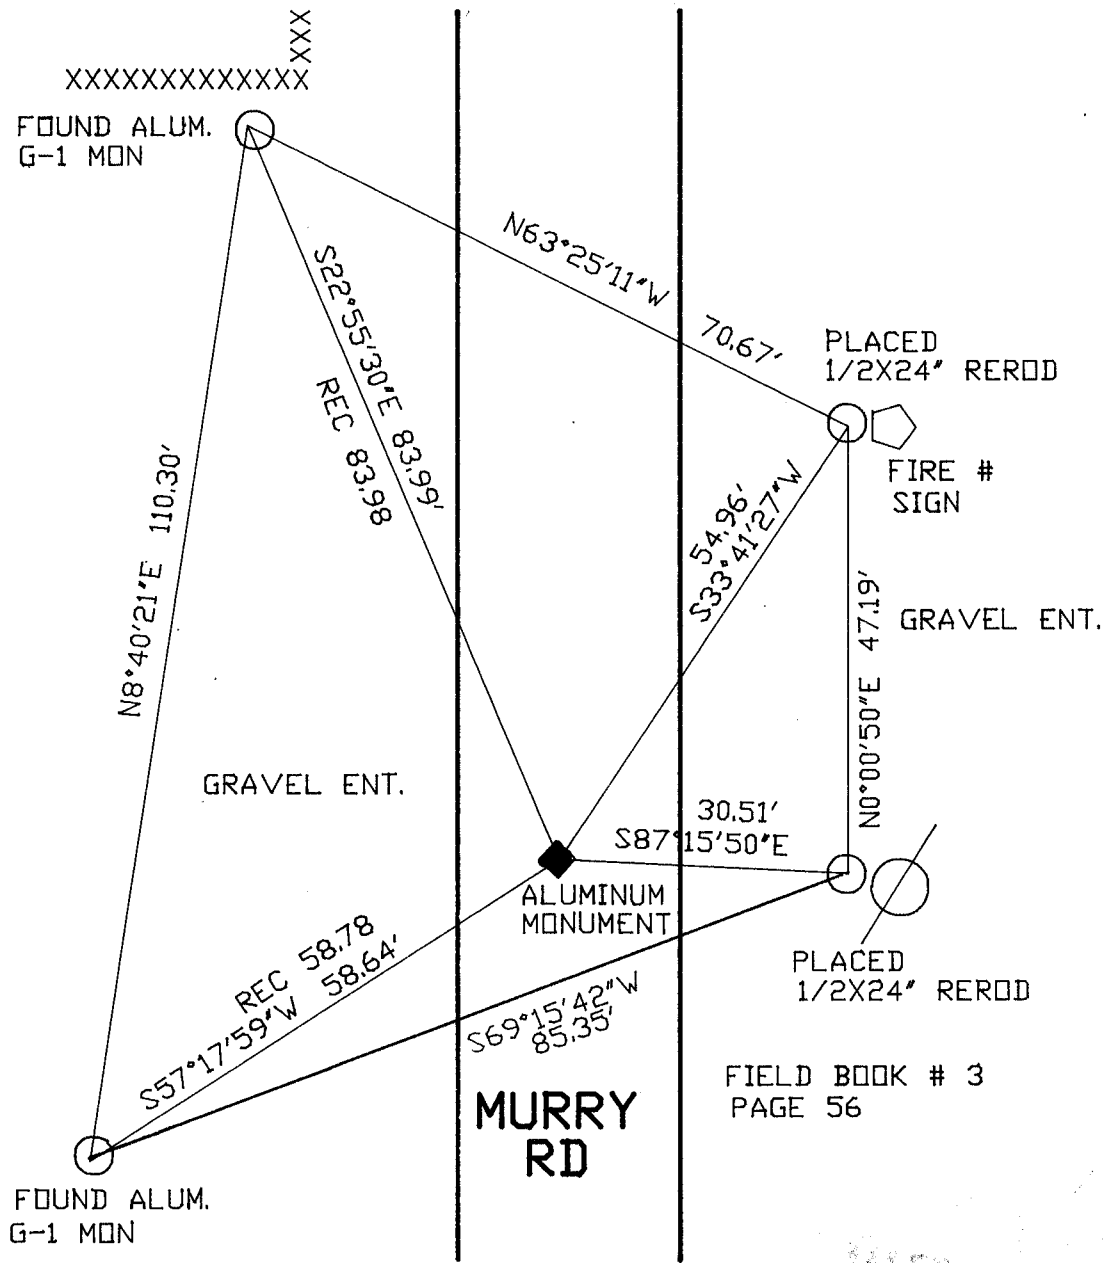 XXX
XXXXXXXXXXXXX
FOUND ALUM.
G-1 MON
N63°25'11"W 70.67'
S22°55'30"E 83.99'
REC 83.98
PLACED
1/2X24" REROD
FIRE #
SIGN
N8°40'21"E 110.30'
54.96'
S33°41'27"W
N0°00'50"E 47.19'
GRAVEL ENT.
GRAVEL ENT.
30.51'
S87°15'50"E
ALUMINUM
MONUMENT
PLACED
1/2X24" REROD
REC 58.78
S57°17'59"W 58.64'
S69°15'42"W
85.35'
MURRY
RD
FIELD BOOK # 3
PAGE 56
FOUND ALUM.
G-1 MON